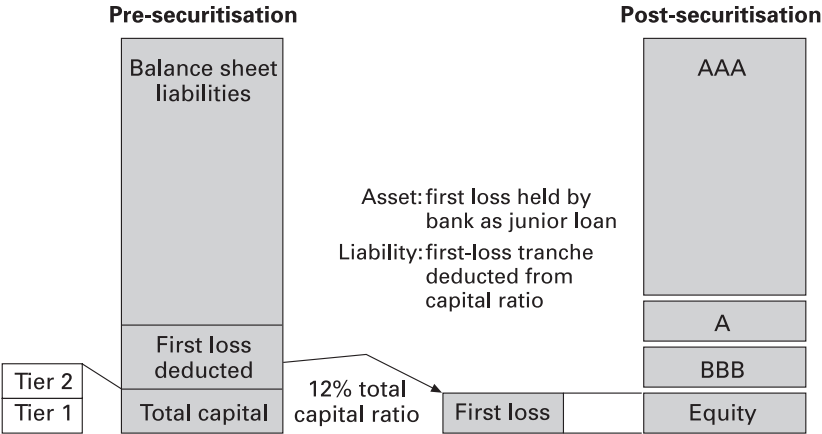 Pre-securitisation
Post-securitisation
Balance sheet
liabilities
AAA
Asset: first loss held by
bank as junior loan
Liability: first-loss tranche
deducted from
capital ratio
A
First loss
deducted
BBB
Tier 2
Tier 1
Total capital
12% total
capital ratio
First loss
Equity